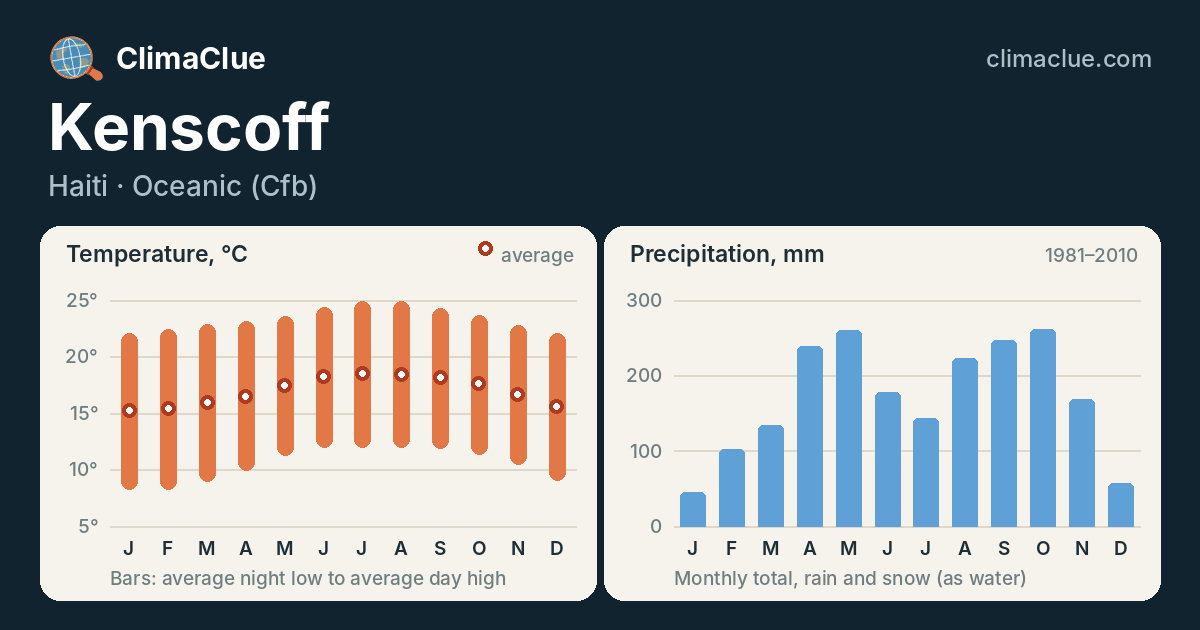 ClimaClue
climaclue.com
Kenscoff
Haiti · Oceanic (Cfb)
Temperature, °C
average
25°
20°
15°
10°
5°
J F M A M J J A S O N D
Bars: average night low to average day high
Precipitation, mm
1981–2010
300
200
100
0
J F M A M J J A S O N D
Monthly total, rain and snow (as water)